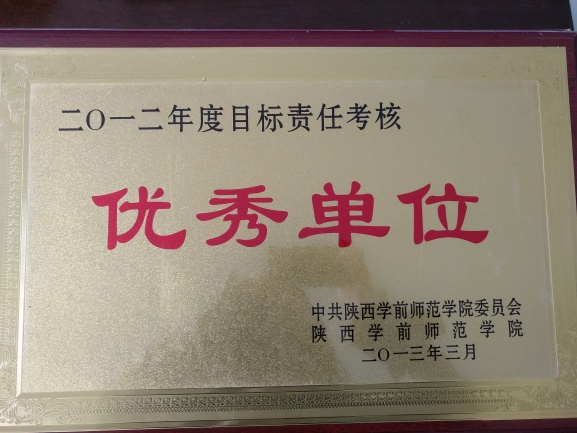 二〇一二年度目标责任考核
优秀单位
中共陕西学前师范学院委员会
陕西学前师范学院
二〇一三年三月